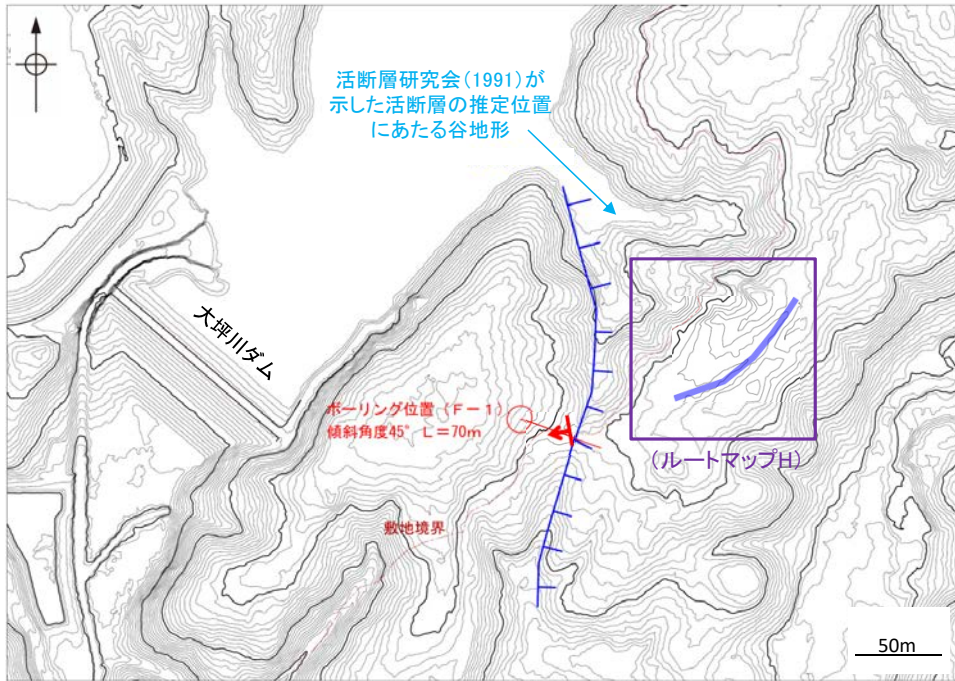 活断層研究会(1991)が
示した活断層の推定位置
にあたる谷地形
大坪川ダム
ボーリング位置（F－1）
傾斜角度45° L＝70m
(ルートマップH)
敷地境界
50m